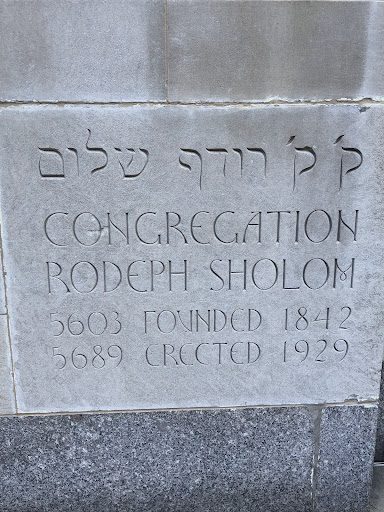 ק׳ ק׳ רודף שלום
CONGREGATION
RODEPH SHOLOM
5603 FOUNDED 1842
5689 ERECTED 1929